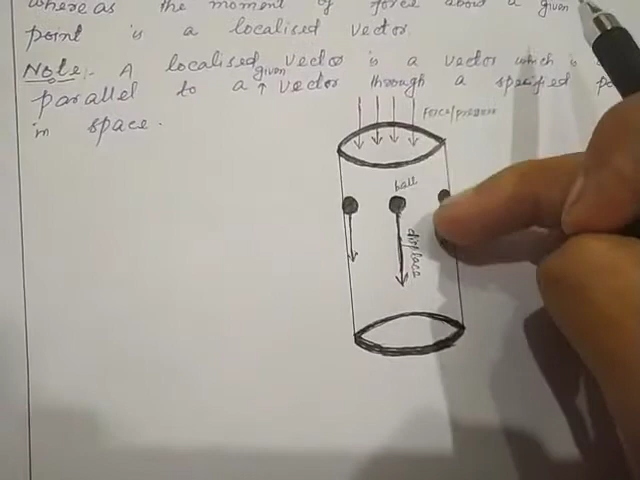 whereas the moment of force about a given
point is a localised vector
Note:- A localised vector is a vector which is
parallel to a given vector through a specified
in space.
Force/pressure
ball
displace